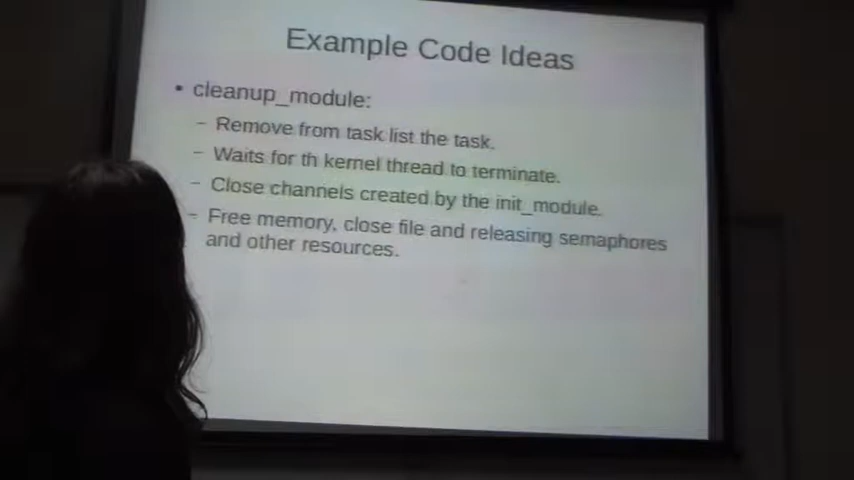 Example Code Ideas
• cleanup_module:
– Remove from task list the task.
– Waits for th kernel thread to terminate.
– Close channels created by the init_module.
– Free memory, close file and releasing semaphores
and other resources.